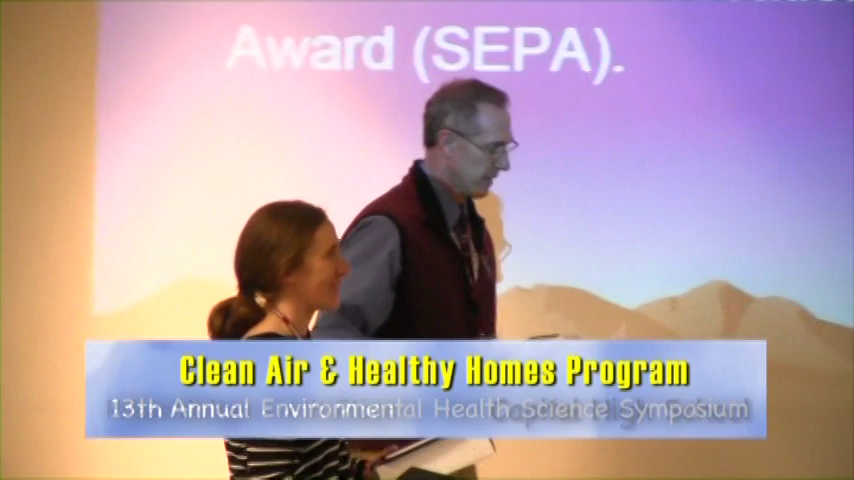 Award (SEPA).
Clean Air & Healthy Homes Program
13th Annual Environmental Health Science Symposium